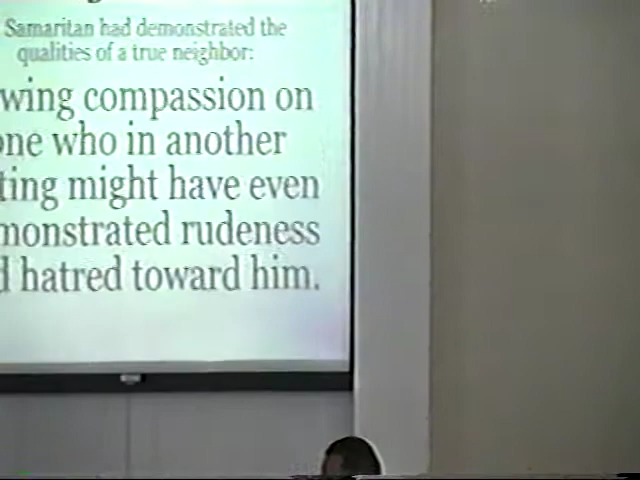 Samaritan had demonstrated the
qualities of a true neighbor:
wing compassion on
one who in another
ting might have even
monstrated rudeness
d hatred toward him.